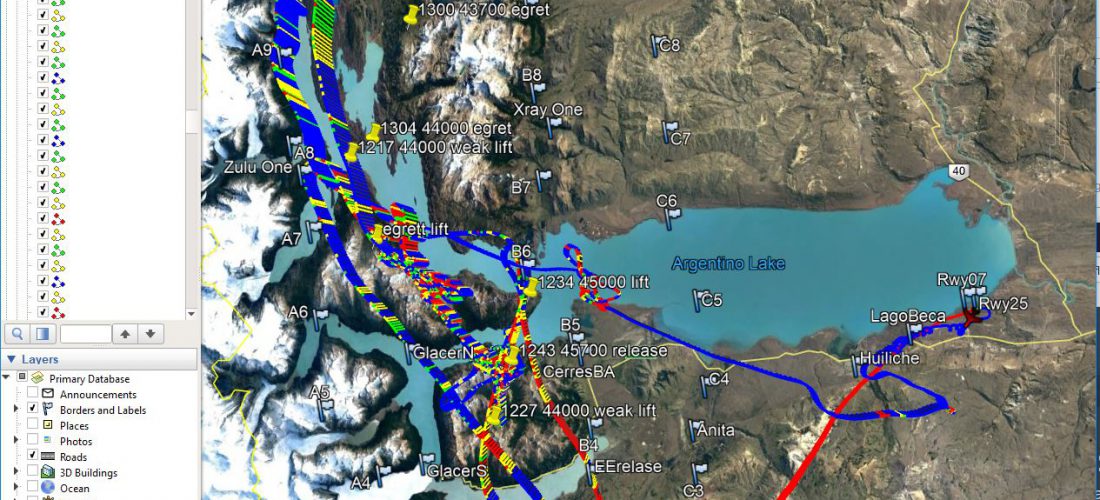 1300 43700 egret
A9
C8
B8
Xray One
1304 44000 egret
1217 44000 weak lift
C7
A8
Zulu One
40
B7
C6
A7
egrett lift
B6
Argentino Lake
1234 45000 lift
Rwy07
C5
Rwy25
A6
LagoBeca
B5
GlacerN
1243 45700 release
Huiliche
CerresBA
C4
A5
1227 44000 weak lift
Anita
B4
GlacerS
EErelase
A4
C3
Layers
Primary Database
Announcements
Borders and Labels
Places
Photos
Roads
3D Buildings
Ocean